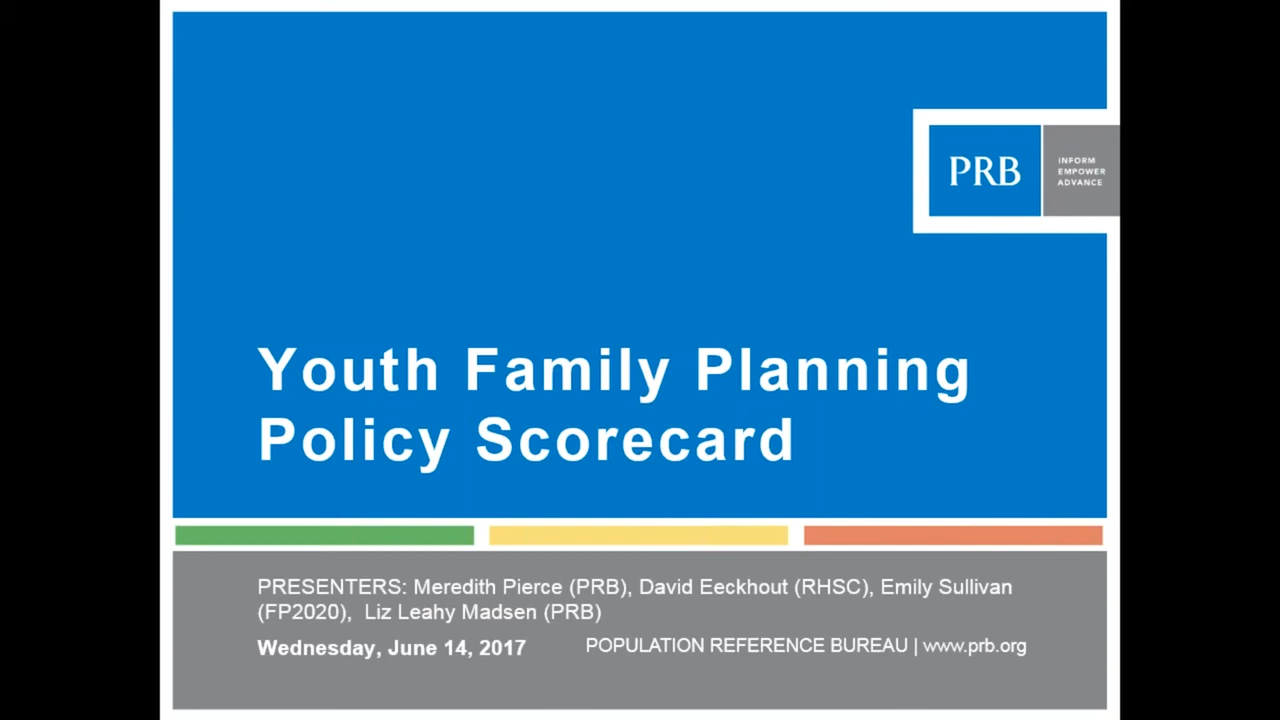 PRB
INFORM
EMPOWER
ADVANCE
Youth Family Planning
Policy Scorecard
PRESENTERS: Meredith Pierce (PRB), David Eeckhout (RHSC), Emily Sullivan
(FP2020), Liz Leahy Madsen (PRB)
Wednesday, June 14, 2017
POPULATION REFERENCE BUREAU | www.prb.org